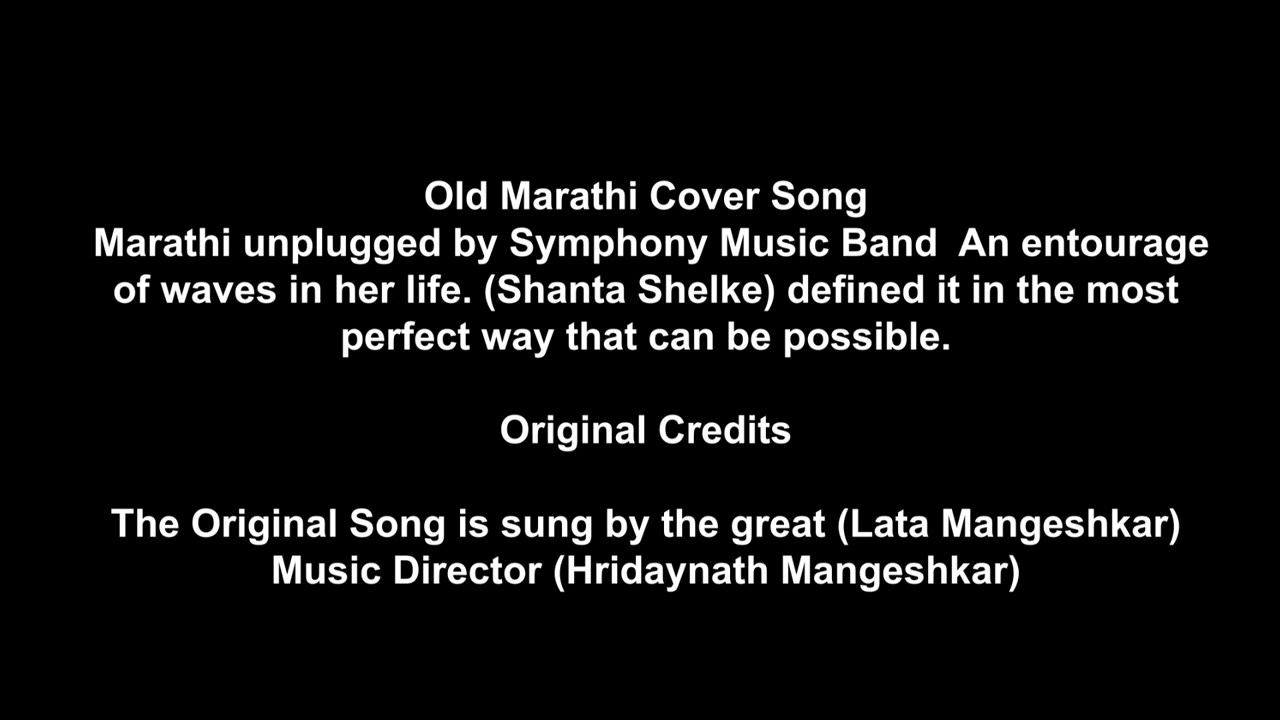 Old Marathi Cover Song
Marathi unplugged by Symphony Music Band  An entourage
of waves in her life. (Shanta Shelke) defined it in the most
perfect way that can be possible.
Original Credits
The Original Song is sung by the great (Lata Mangeshkar)
Music Director (Hridaynath Mangeshkar)